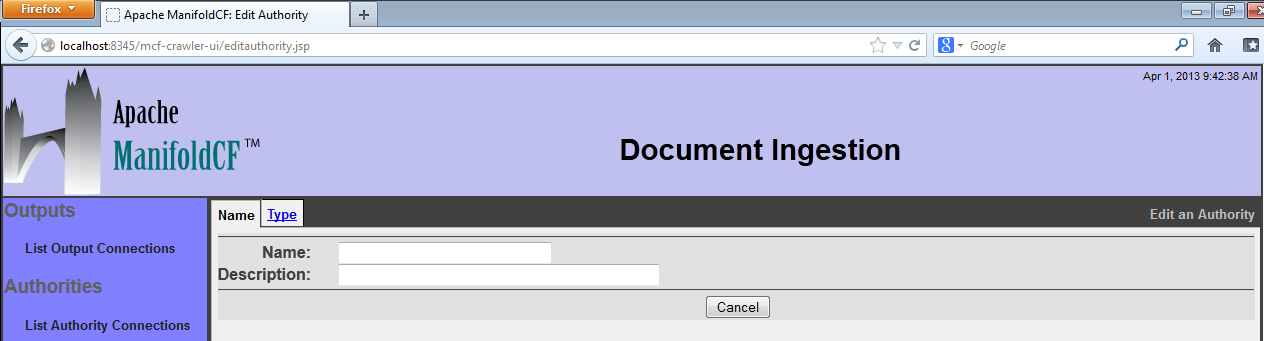 Firefox
Apache ManifoldCF: Edit Authority
localhost:8345/mcf-crawler-ui/editauthority.jsp
Google
Apr 1, 2013 9:42:38 AM
Apache
ManifoldCF™
Document Ingestion
Outputs
List Output Connections
Authorities
List Authority Connections
Name Type Edit an Authority
Name:
Description:
Cancel